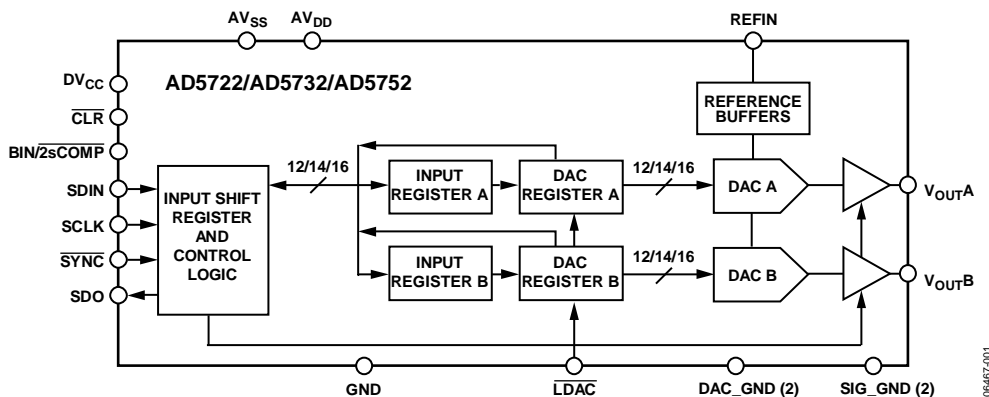 AVSS AVDD REFIN
DVCC
AD5722/AD5732/AD5752
CLR
REFERENCE
BUFFERS
BIN/2sCOMP
SDIN
SCLK
SYNC
SDO
INPUT SHIFT
REGISTER
AND
CONTROL
LOGIC
12/14/16
INPUT
REGISTER A
DAC
REGISTER A
12/14/16
DAC A
VOUTA
INPUT
REGISTER B
DAC
REGISTER B
12/14/16
DAC B
VOUTB
GND
LDAC
DAC_GND (2)
SIG_GND (2)
06467-001